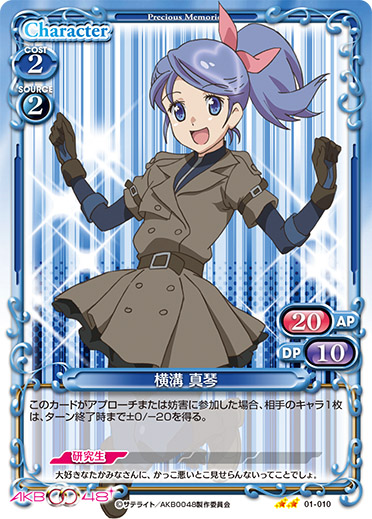 Precious Memories
Character
COST
2
SOURCE
2
20 AP
DP 10
横溝 真琴
このカードがアプローチまたは妨害に参加した場合、相手のキャラ1枚
は、ターン終了時まで±0/−20を得る。
研究生
大好きなたかみなさんに、かっこ悪いとこ見せらんないってことでしょ。
AKB0048
©サテライト/AKB0048製作委員会
01-010